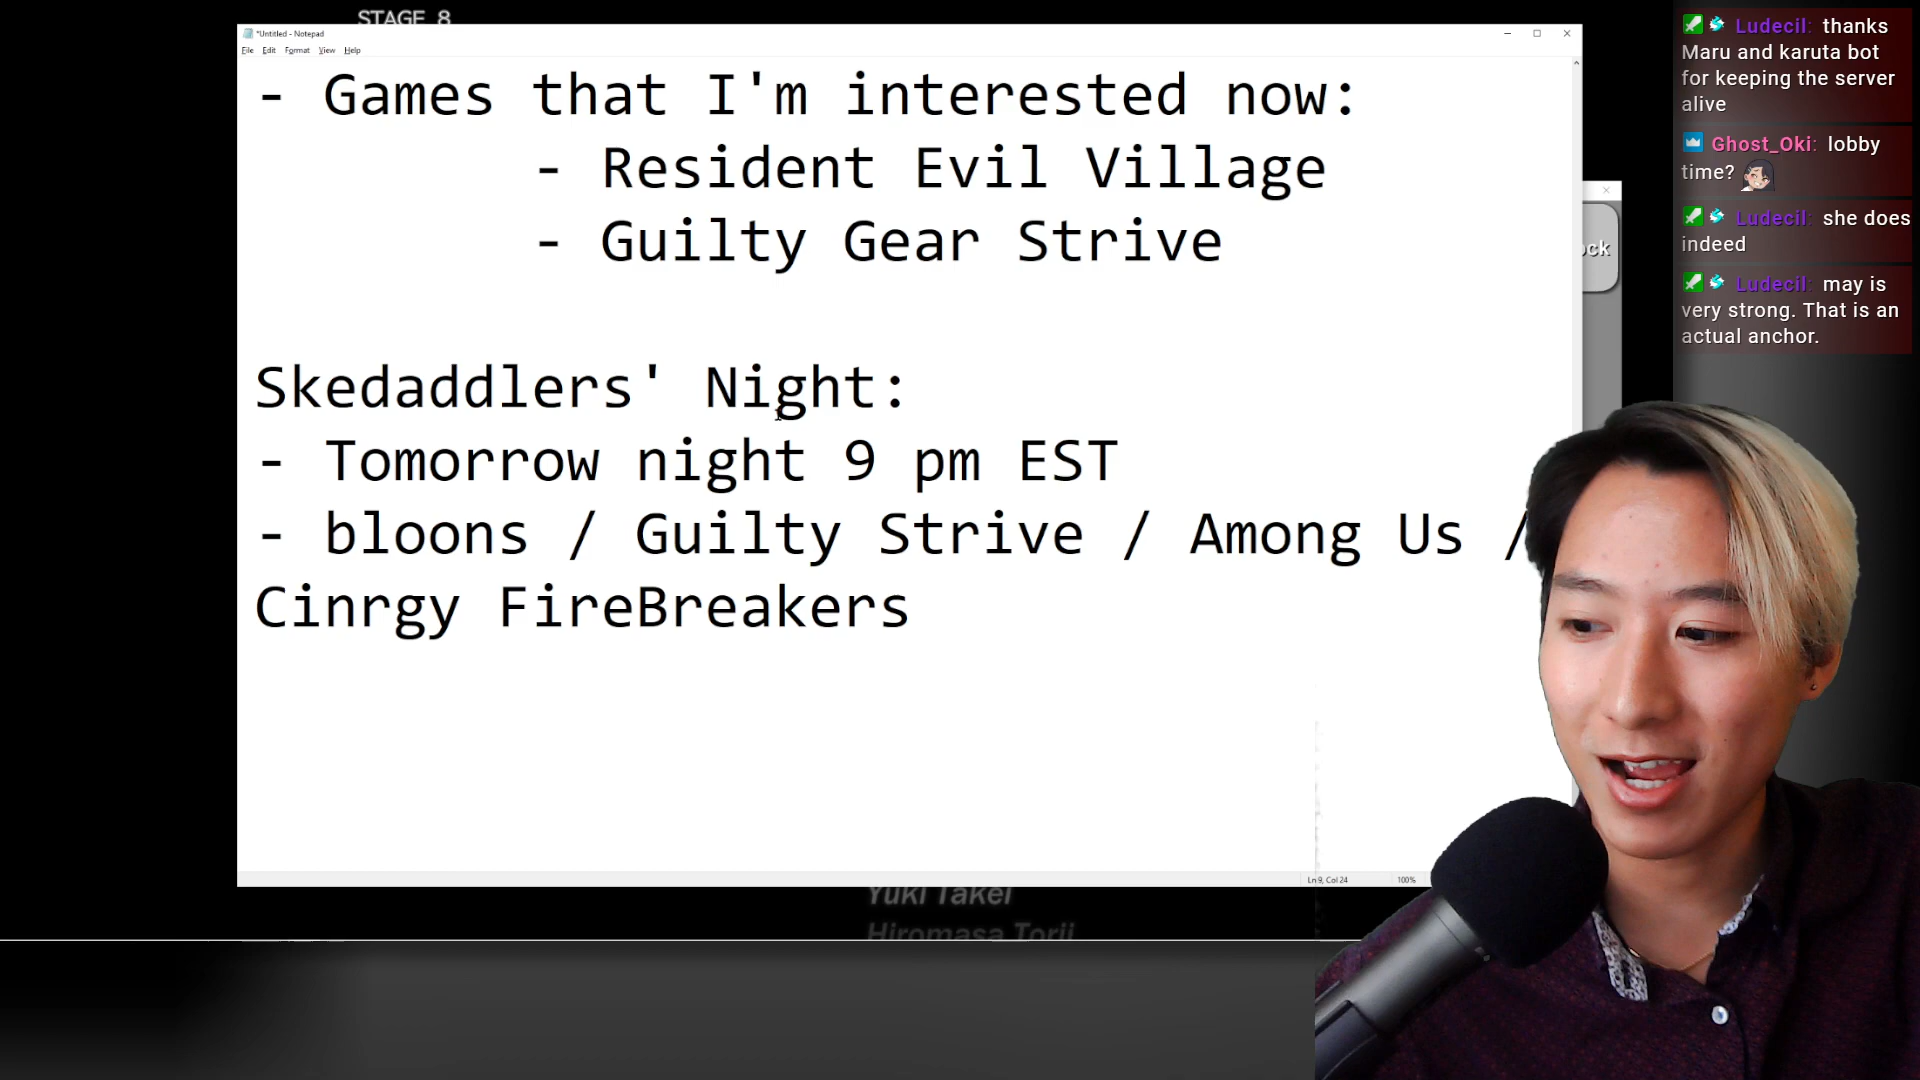 STAGE 8
*Untitled - Notepad
File Edit Format View Help
- Games that I'm interested now:
- Resident Evil Village
- Guilty Gear Strive
Skedaddlers' Night:
- Tomorrow night 9 pm EST
- bloons / Guilty Strive / Among Us /
Cinrgy FireBreakers
Ln 9, Col 24
100%
Yuki Takei
Hiromasa Torii
Ludecil: thanks
Maru and karuta bot
for keeping the server
alive
Ghost_Oki: lobby
time?
Ludecil: she does
indeed
Ludecil: may is
very strong. That is an
actual anchor.